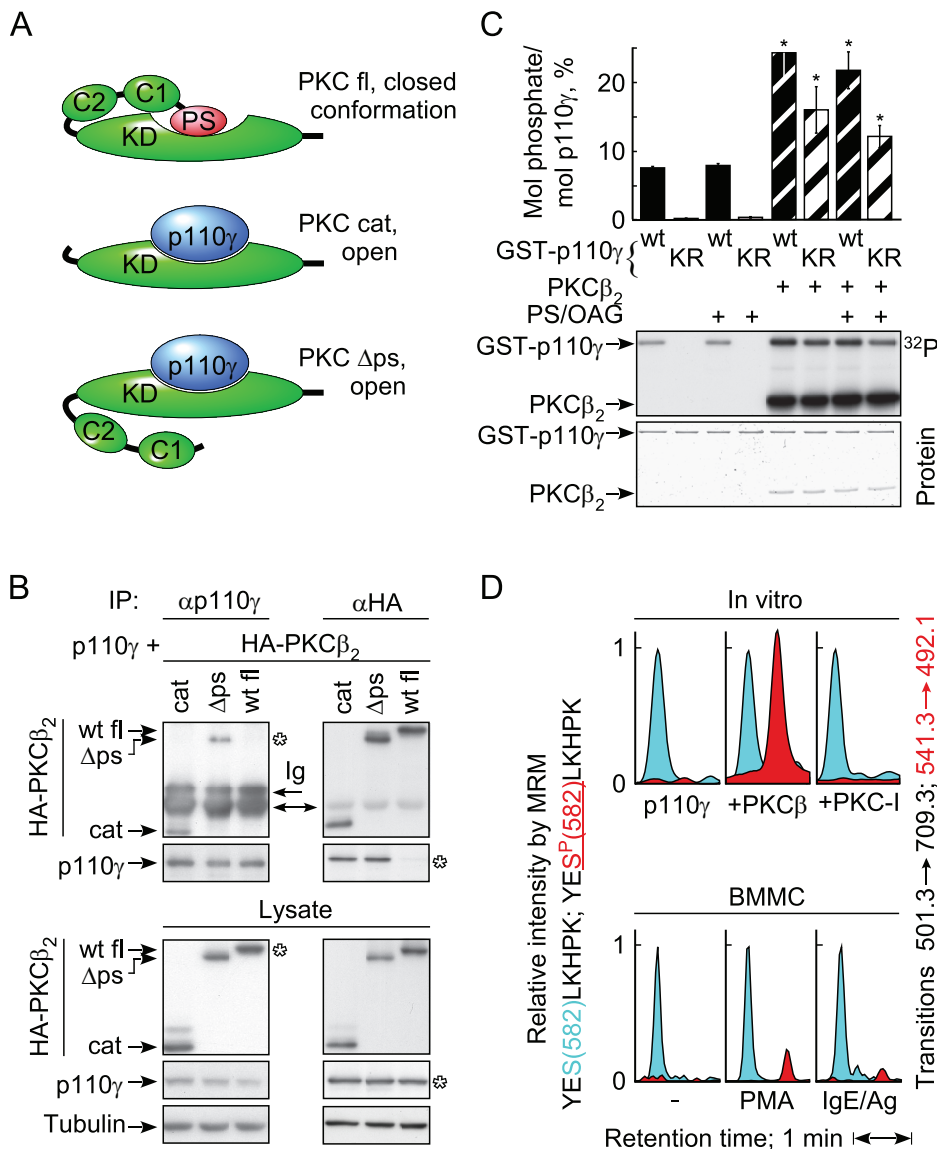 A
C2
C1
PS
KD
PKC fl, closed
conformation
p110γ
KD
PKC cat,
open
p110γ
KD
C2
C1
PKC Δps,
open
B
IP:
αp110γ
αHA
p110γ +
HA-PKCβ2
cat
Δps
wt fl
cat
Δps
wt fl
HA-PKCβ2
wt fl
Δps
Ig
cat
p110γ
Lysate
HA-PKCβ2
wt fl
Δps
cat
p110γ
Tubulin
C
Mol phosphate/
mol p110γ, %
20
10
0
* * * *
GST-p110γ {
wt KR wt KR wt KR wt KR
PKCβ2 + + + +
PS/OAG + + + +
GST-p110γ
32P
PKCβ2
GST-p110γ
Protein
PKCβ2
D
In vitro
1
0
p110γ
+PKCβ
+PKC-I
BMMC
1
0
-
PMA
IgE/Ag
Retention time; 1 min
Relative intensity by MRM
YES(582)LKHPK; YESP(582)LKHPK
Transitions 501.3 → 709.3; 541.3 → 492.1